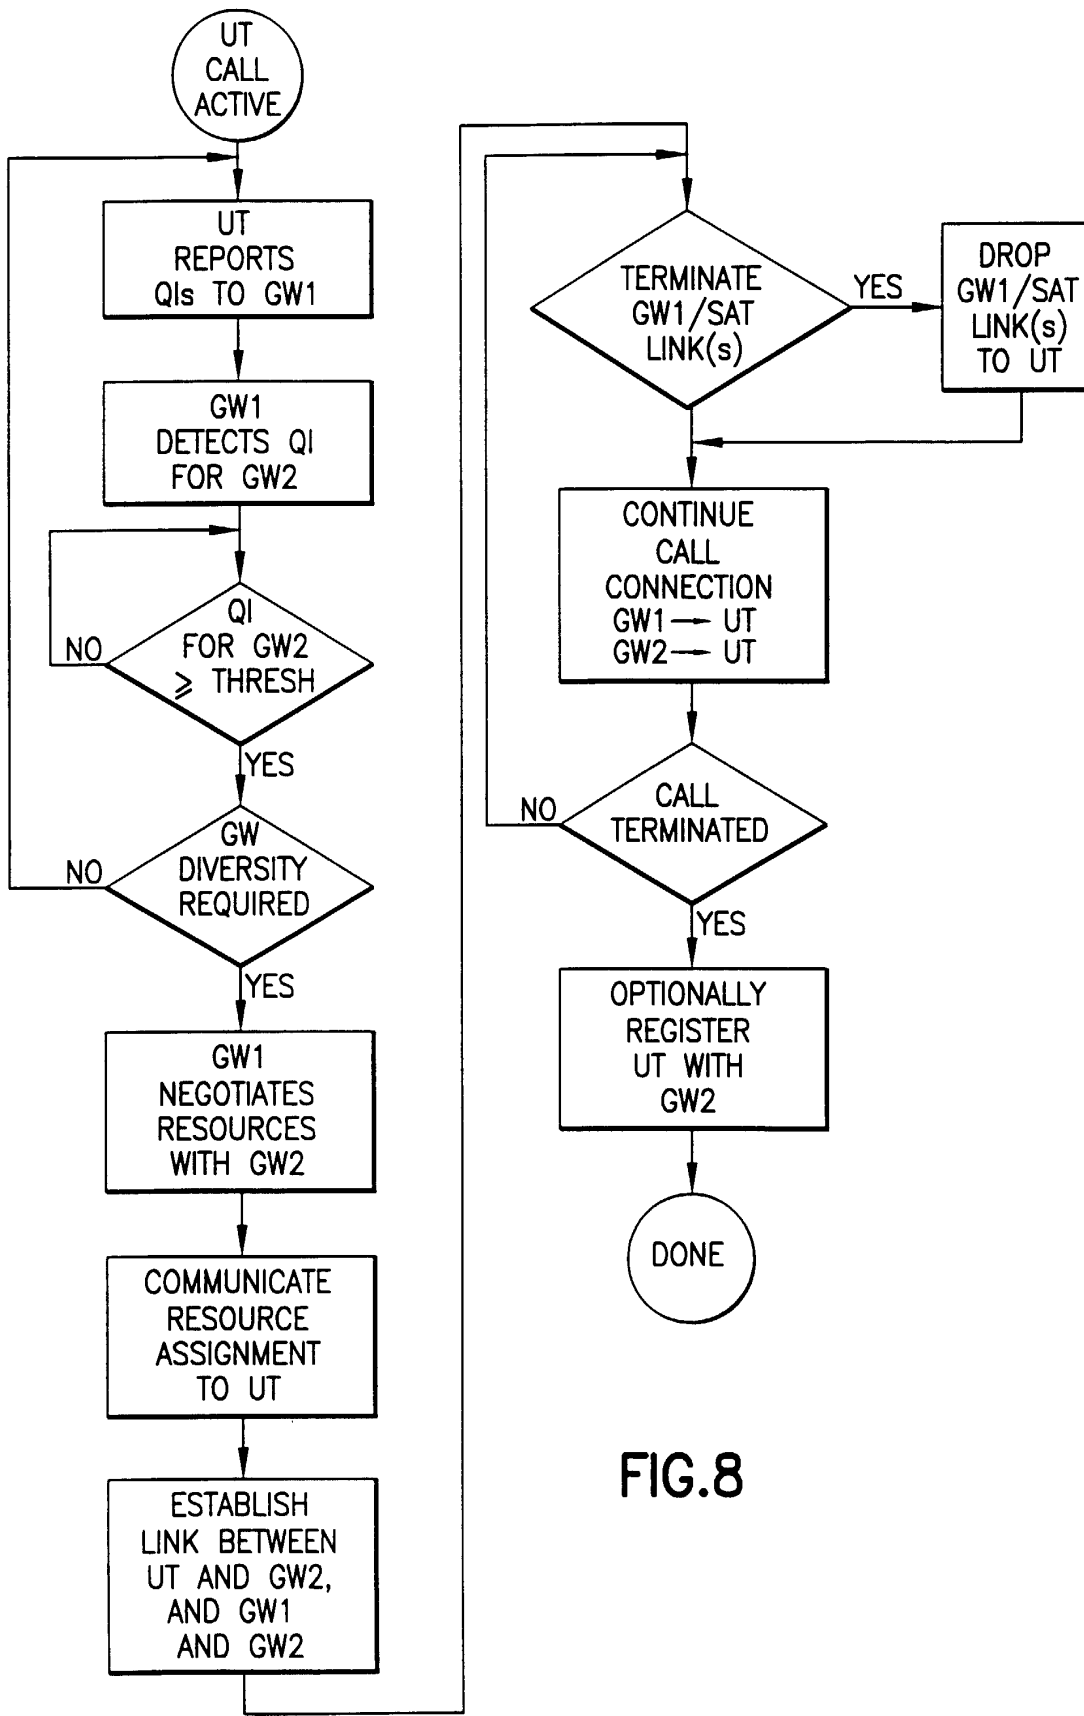 UT
CALL
ACTIVE
UT
REPORTS
QIs TO GW1
GW1
DETECTS QI
FOR GW2
QI
FOR GW2
≥ THRESH
NO
YES
GW
DIVERSITY
REQUIRED
NO
YES
GW1
NEGOTIATES
RESOURCES
WITH GW2
COMMUNICATE
RESOURCE
ASSIGNMENT
TO UT
ESTABLISH
LINK BETWEEN
UT AND GW2,
AND GW1
AND GW2
TERMINATE
GW1/SAT
LINK(s)
YES
DROP
GW1/SAT
LINK(s)
TO UT
CONTINUE
CALL
CONNECTION
GW1 → UT
GW2 → UT
CALL
TERMINATED
NO
YES
OPTIONALLY
REGISTER
UT WITH
GW2
DONE
FIG.8